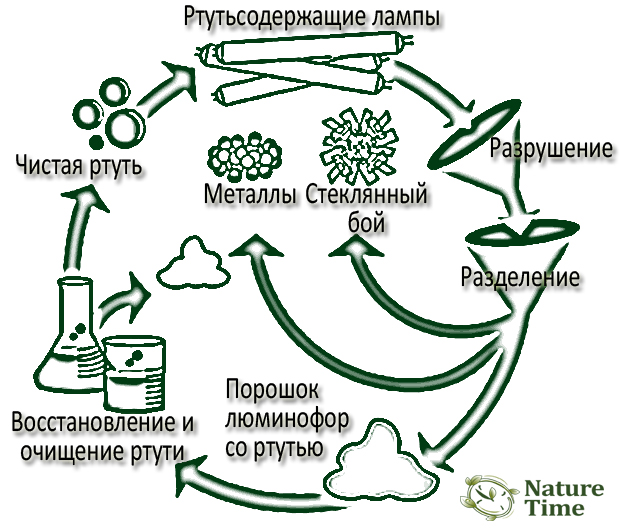 Ртутьсодержащие лампы
Разрушение
Чистая ртуть
Металлы
Стеклянный
бой
Разделение
Порошок
люминофор
со ртутью
Восстановление и
очищение ртути
Nature
Time